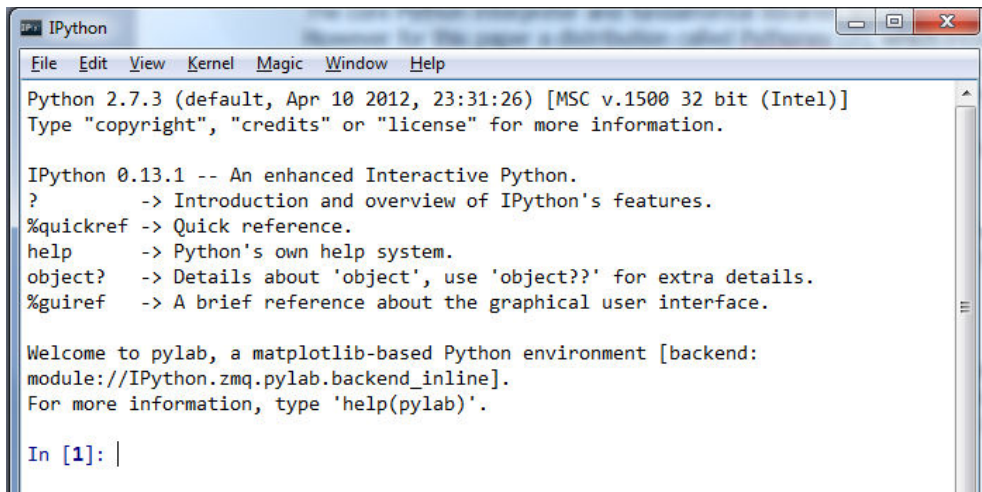 IPython
File Edit View Kernel Magic Window Help
Python 2.7.3 (default, Apr 10 2012, 23:31:26) [MSC v.1500 32 bit (Intel)]
Type "copyright", "credits" or "license" for more information.
IPython 0.13.1 -- An enhanced Interactive Python.
?         -> Introduction and overview of IPython's features.
%quickref -> Quick reference.
help      -> Python's own help system.
object?   -> Details about 'object', use 'object??' for extra details.
%guiref   -> A brief reference about the graphical user interface.
Welcome to pylab, a matplotlib-based Python environment [backend:
module://IPython.zmq.pylab.backend_inline].
For more information, type 'help(pylab)'.
In [1]: